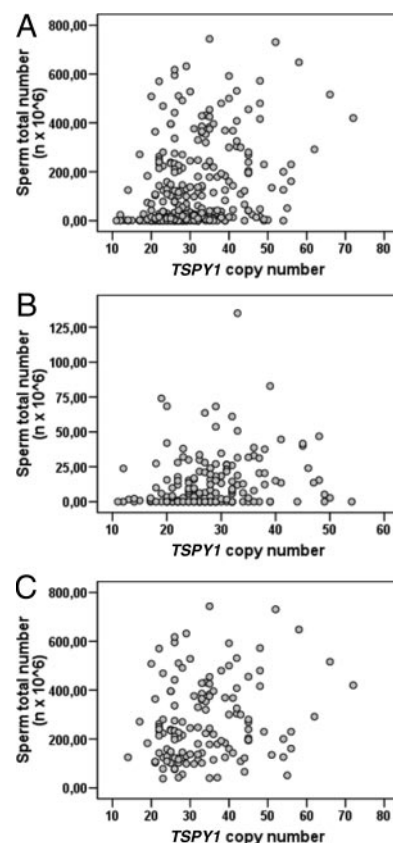 A
Sperm total number
(n x 10^6)
800,00
600,00
400,00
200,00
0,00
10 20 30 40 50 60 70 80
TSPY1 copy number
B
Sperm total number
(n x 10^6)
125,00
100,00
75,00
50,00
25,00
0,00
10 20 30 40 50 60
TSPY1 copy number
C
Sperm total number
(n x 10^6)
800,00
600,00
400,00
200,00
0,00
10 20 30 40 50 60 70 80
TSPY1 copy number